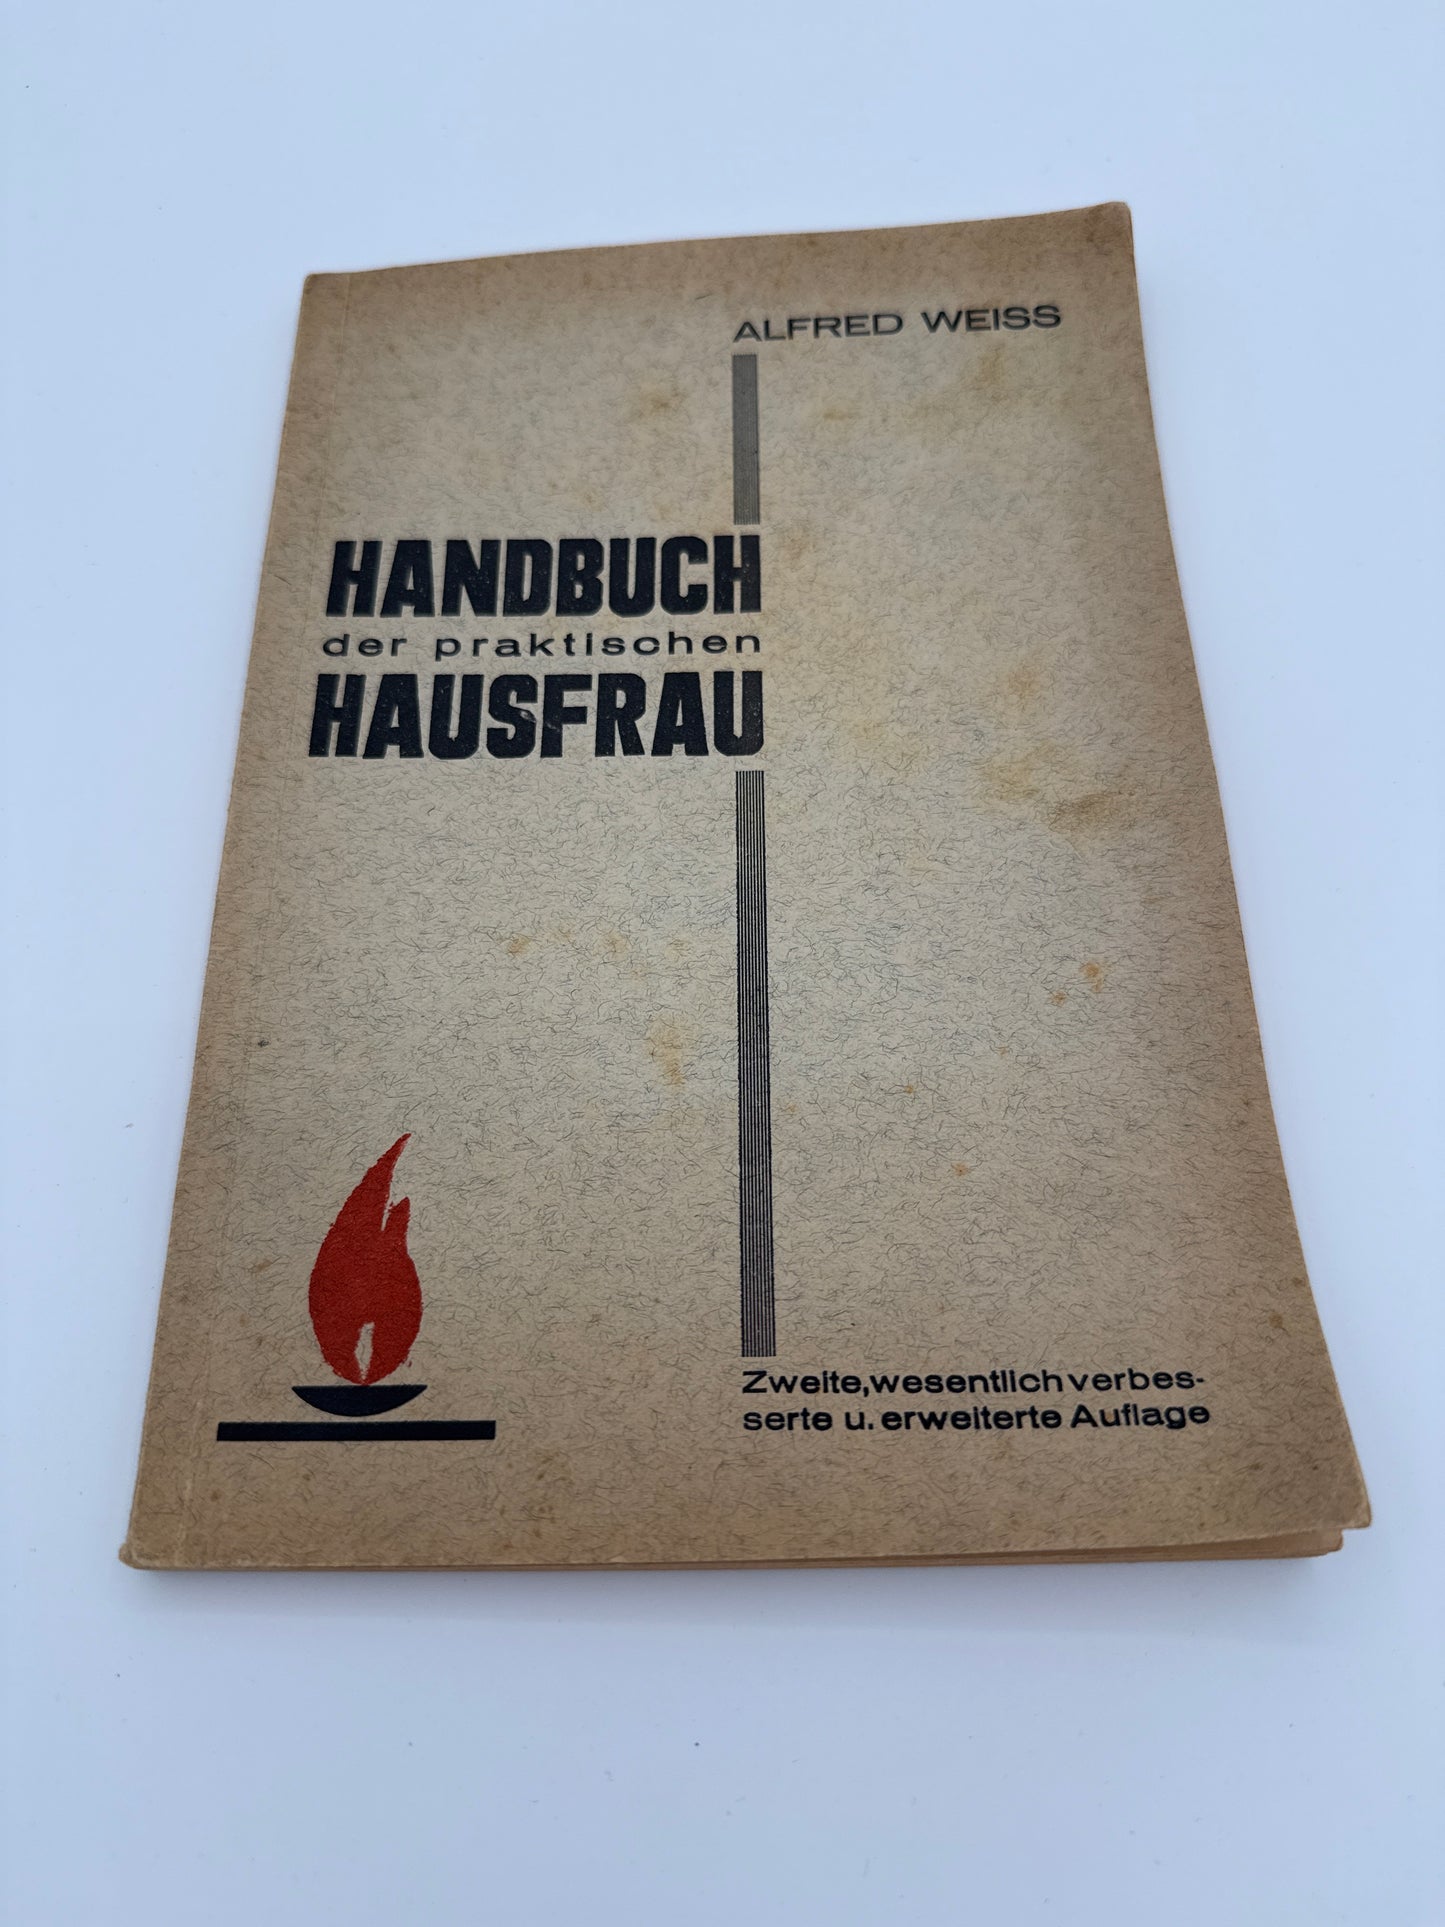 ALFRED WEISS
HANDBUCH
der praktischen
HAUSFRAU
Zweite, wesentlich verbes-
serte u. erweiterte Auflage